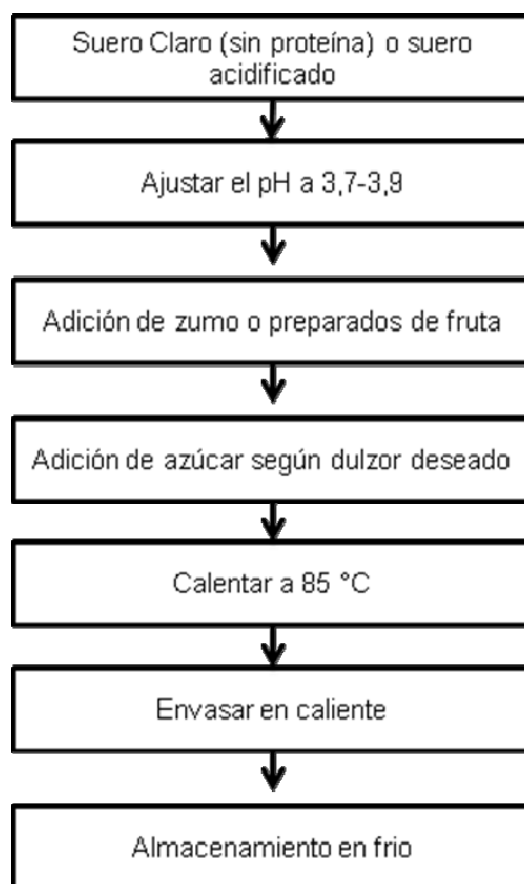 Suero Claro (sin proteína) o suero
acidificado
Ajustar el pH a 3,7-3,9
Adición de zumo o preparados de fruta
Adición de azúcar según dulzor deseado
Calentar a 85 °C
Envasar en caliente
Almacenamiento en frio